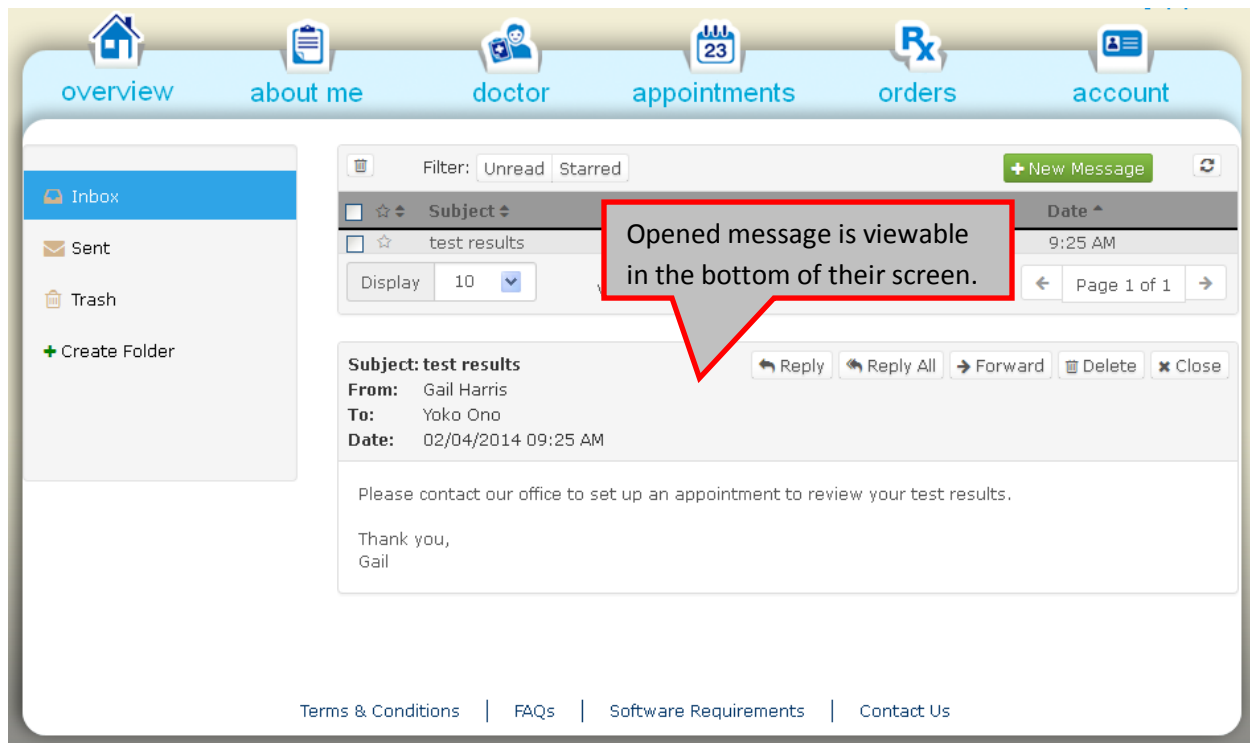 overview about me doctor appointments orders account
23
Rx
Filter: Unread Starred + New Message
Inbox
Subject Date
Sent
test results 9:25 AM
Opened message is viewable
in the bottom of their screen.
Display 10 Page 1 of 1
Trash
+ Create Folder
Subject: test results Reply Reply All Forward Delete Close
From: Gail Harris
To: Yoko Ono
Date: 02/04/2014 09:25 AM
Please contact our office to set up an appointment to review your test results.
Thank you,
Gail
Terms & Conditions | FAQs | Software Requirements | Contact Us